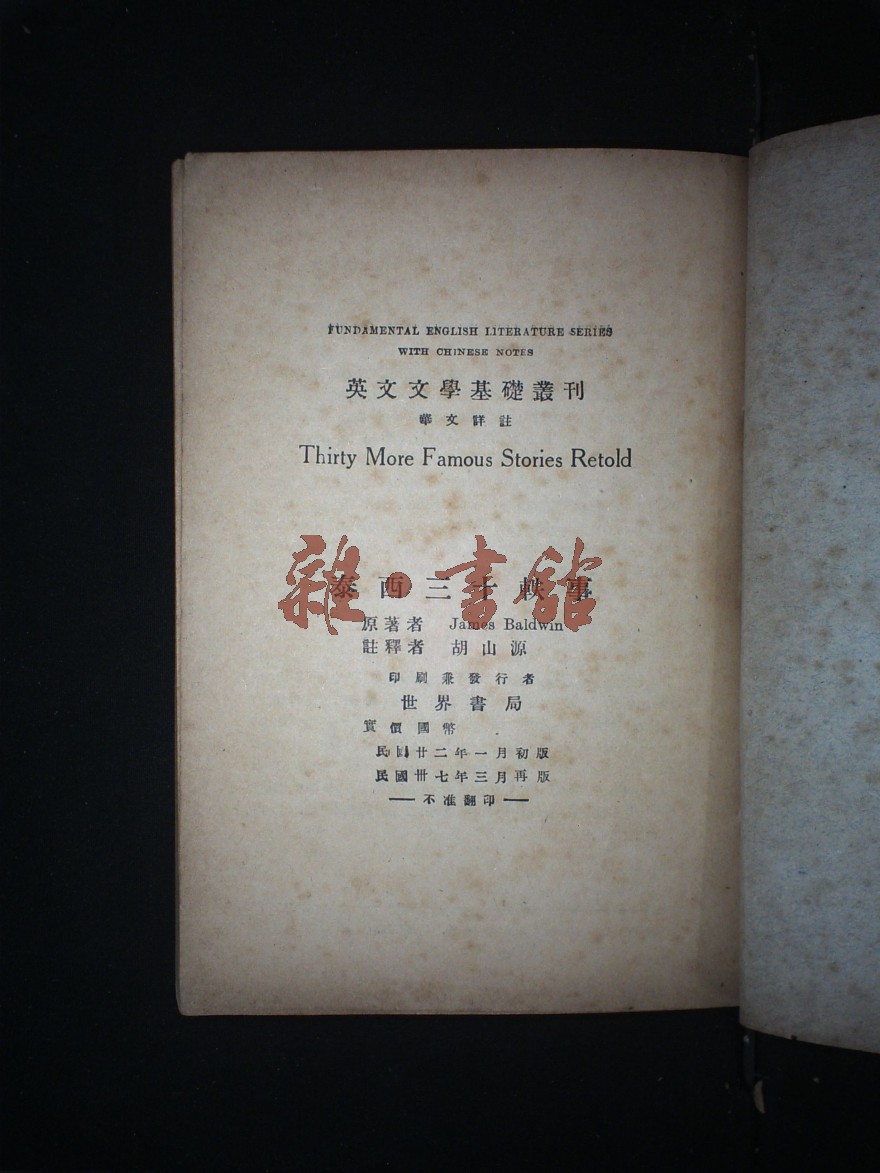 FUNDAMENTAL ENGLISH LITERATURE SERIES
WITH CHINESE NOTES
英文文學基礎叢刊
華文詳註
Thirty More Famous Stories Retold
雜·書館
泰西三十軼事
原著者 James Baldwin
註釋者 胡山源
印刷兼發行者
世界書局
實價國幣
民國廿二年一月初版
民國卅七年三月再版
——不准翻印——